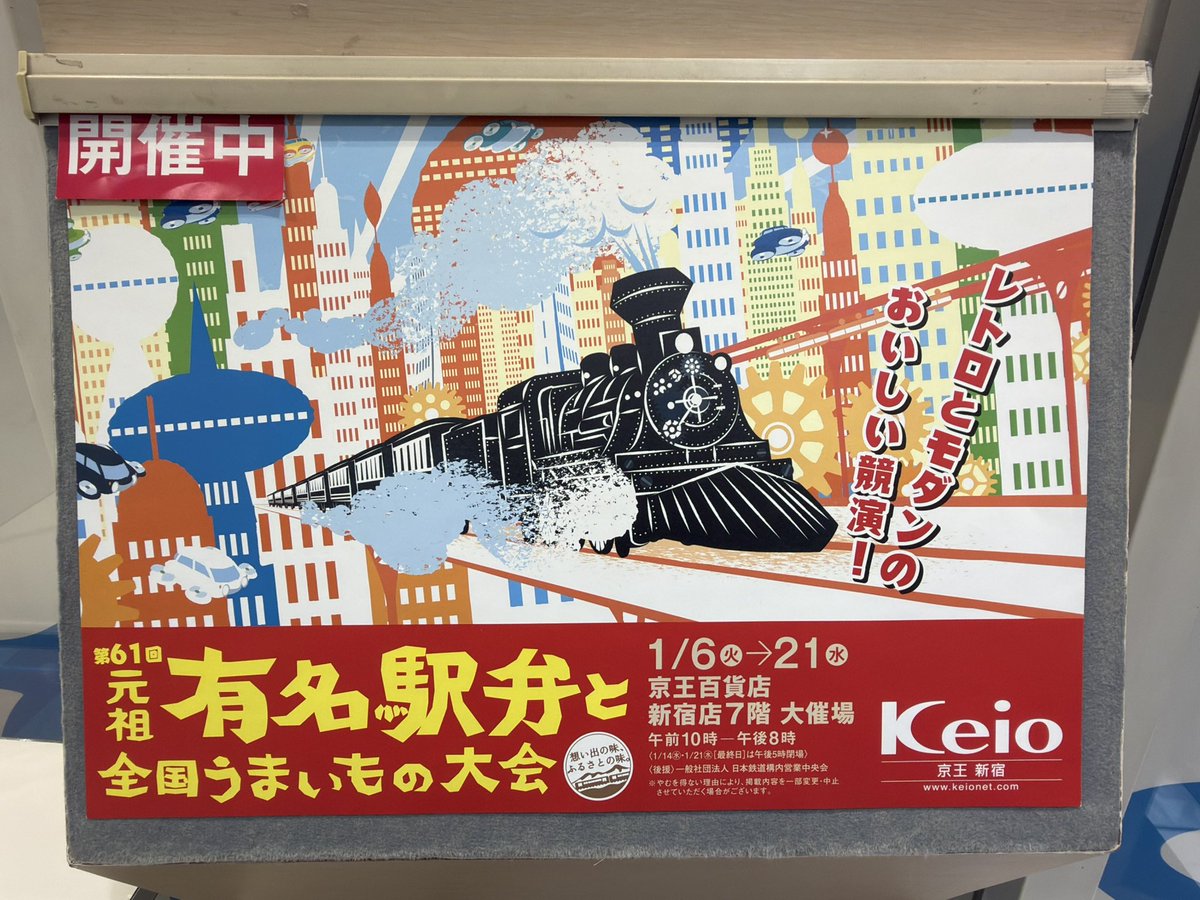 開催中
レトロとモダンの
おいしい競演!
第61回
元祖
有名駅弁と
全国うまいもの大会
想い出の味、
ふるさとの味。
1/6火→21水
京王百貨店
新宿店7階 大催場
午前10時―午後8時
〈1/14水・1/21水[最終日]は午後5時閉場〉
〈後援〉一般社団法人 日本鉄道構内営業中央会
※やむを得ない理由により、掲載内容を一部変更・中止
させていただく場合がございます。
Keio
京王 新宿
www.keionet.com